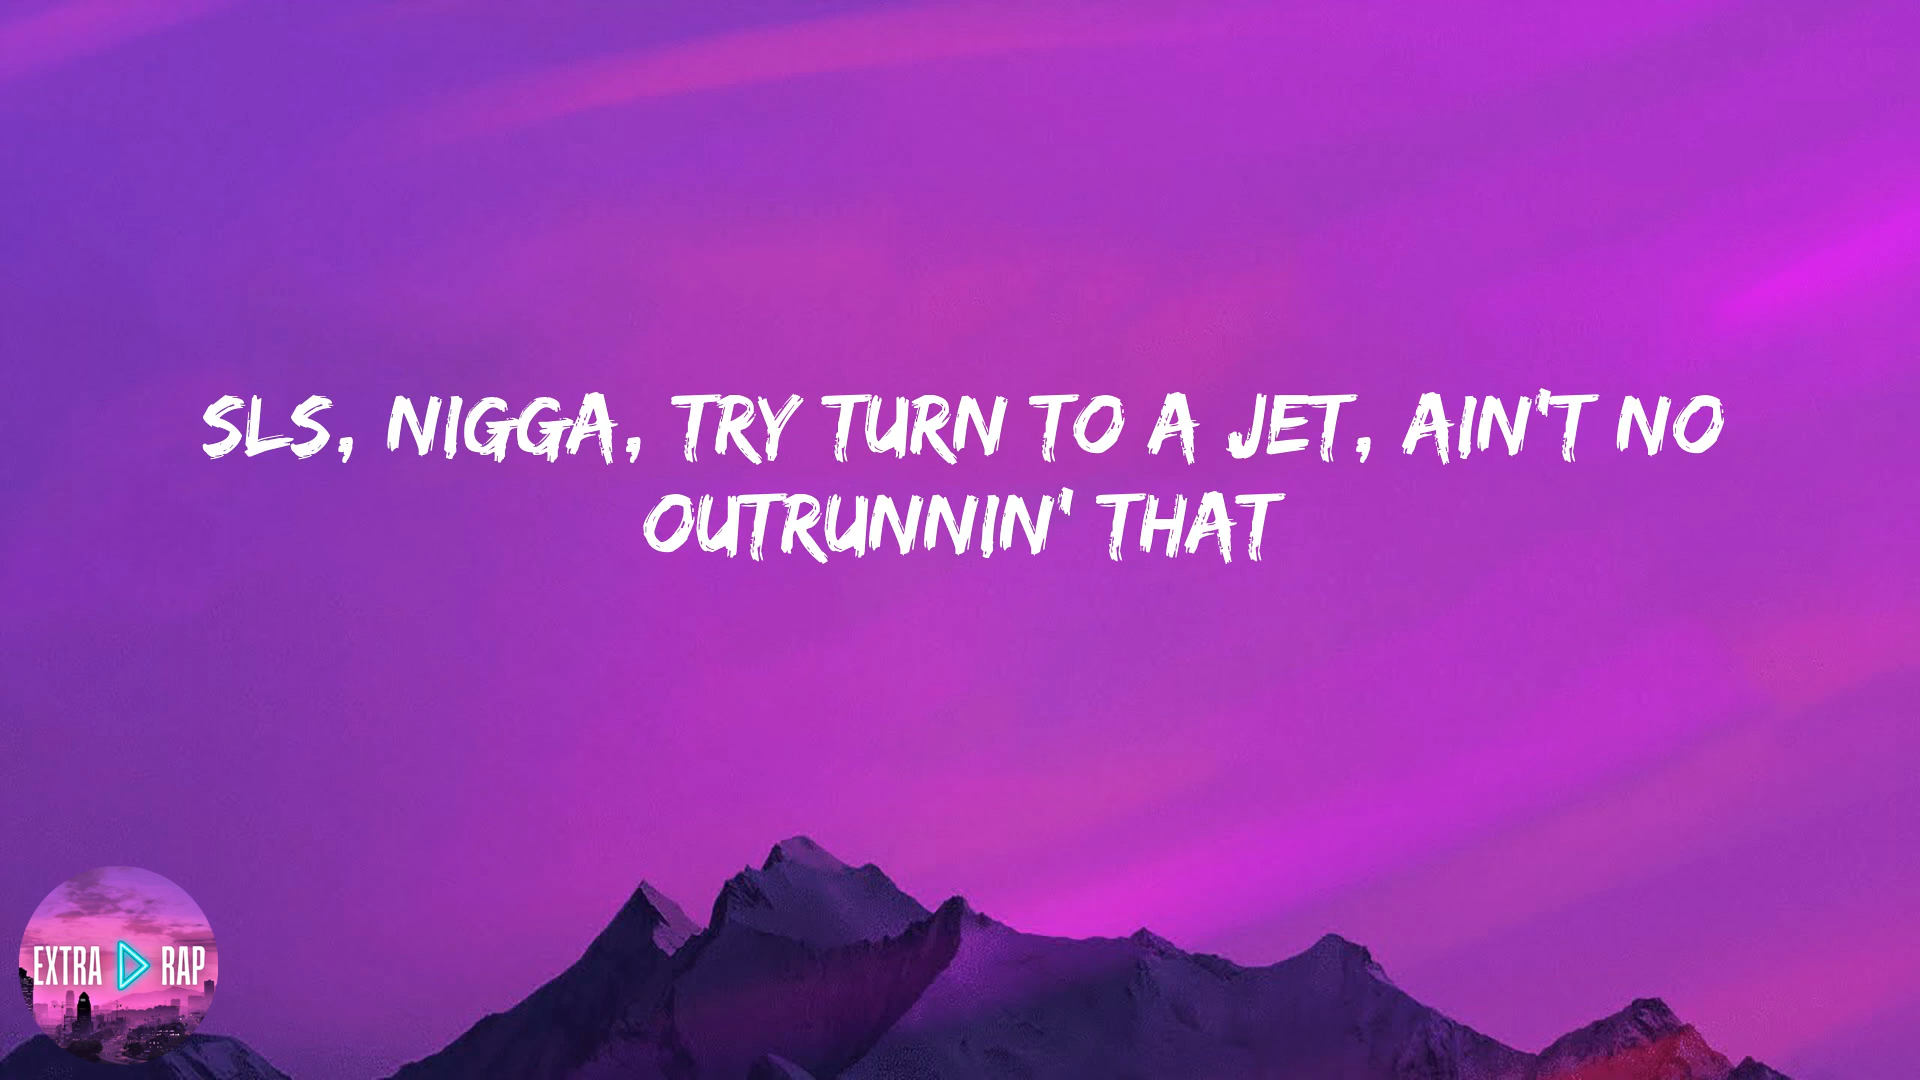 SLS, NIGGA, TRY TURN TO A JET, AIN'T NO
OUTRUNNIN' THAT
EXTRA RAP